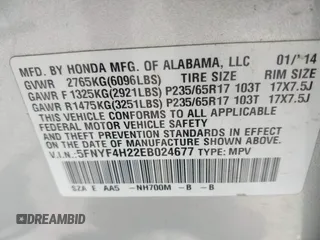 MFD. BY HONDA MFG. OF ALABAMA, LLC 01/14
GVWR 2765KG(6096LBS) TIRE SIZE RIM SIZE
GAWR F 1325KG(2921LBS) P235/65R17 103T 17X7.5J
GAWR R1475KG(3251LBS) P235/65R17 103T 17X7.5J
THIS VEHICLE CONFORMS TO ALL APPLICABLE
FEDERAL MOTOR VEHICLE SAFETY AND
THEFT PREVENTION STANDARDS IN EFFECT ON
THE DATE OF MANUFACTURE SHOWN ABOVE.
V.I.N.:5FNYF4H22EB024677 TYPE:MPV
SZA E AA5 -NH700M -B -B
AUTOBIDCAR